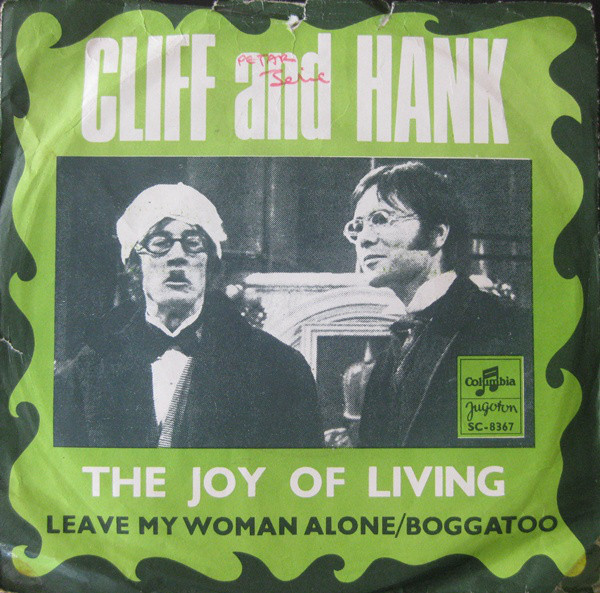 CLIFF and HANK
PETAR
Columbia
Jugoton
SC-8367
THE JOY OF LIVING
LEAVE MY WOMAN ALONE/BOGGATOO